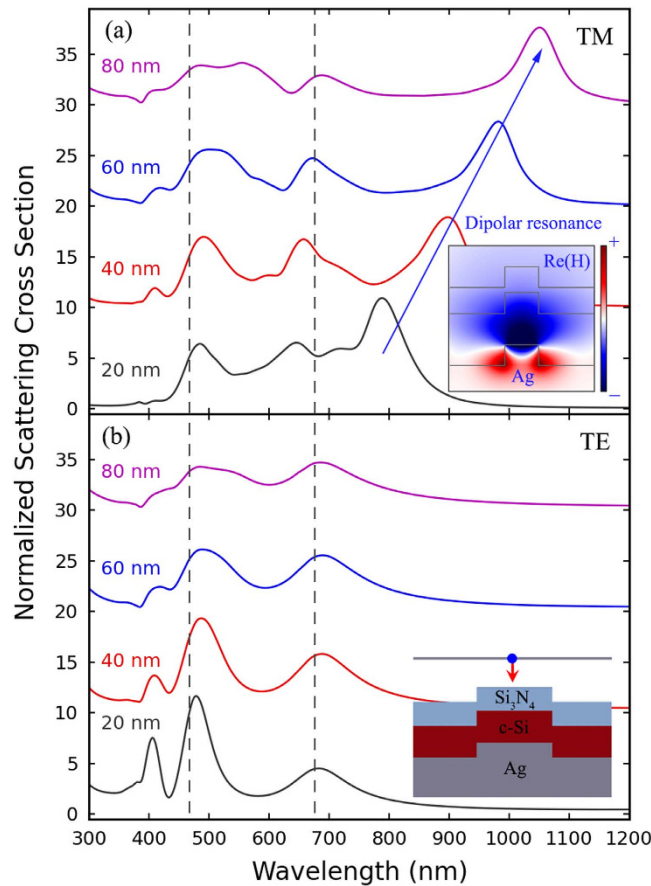 Normalized Scattering Cross Section
(a)
TM
35
80 nm
30
25
60 nm
20
Dipolar resonance
15
40 nm
Re(H)
+
10
20 nm
5
Ag
−
0
(b)
TE
35
80 nm
30
25
60 nm
20
15
40 nm
Si₃N₄
10
c-Si
20 nm
5
Ag
0
300 400 500 600 700 800 900 1000 1100 1200
Wavelength (nm)